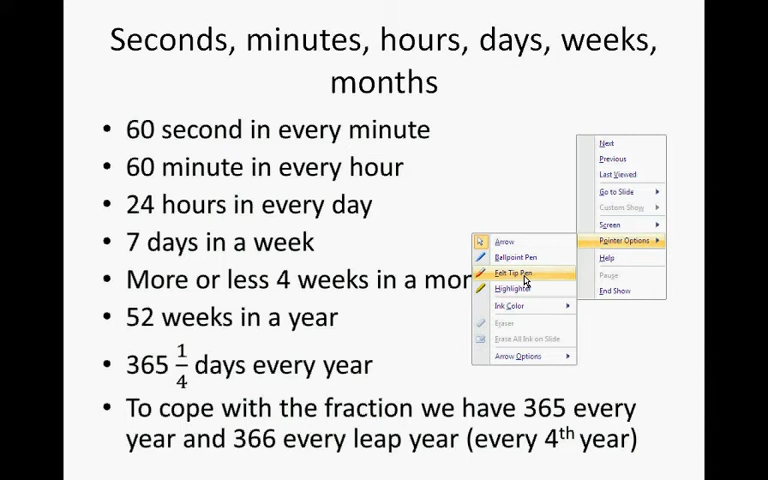 Seconds, minutes, hours, days, weeks,
months
• 60 second in every minute
• 60 minute in every hour
• 24 hours in every day
• 7 days in a week
• More or less 4 weeks in a
• 52 weeks in a year
• 365 1/4 days every year
• To cope with the fraction we have 365 every
year and 366 every leap year (every 4th year)
Next
Previous
Last Viewed
Go to Slide
Custom Show
Screen
Pointer Options
Help
Pause
End Show
Arrow
Ballpoint Pen
Felt Tip Pen
Highlighter
Ink Color
Eraser
Erase All Ink on Slide
Arrow Options